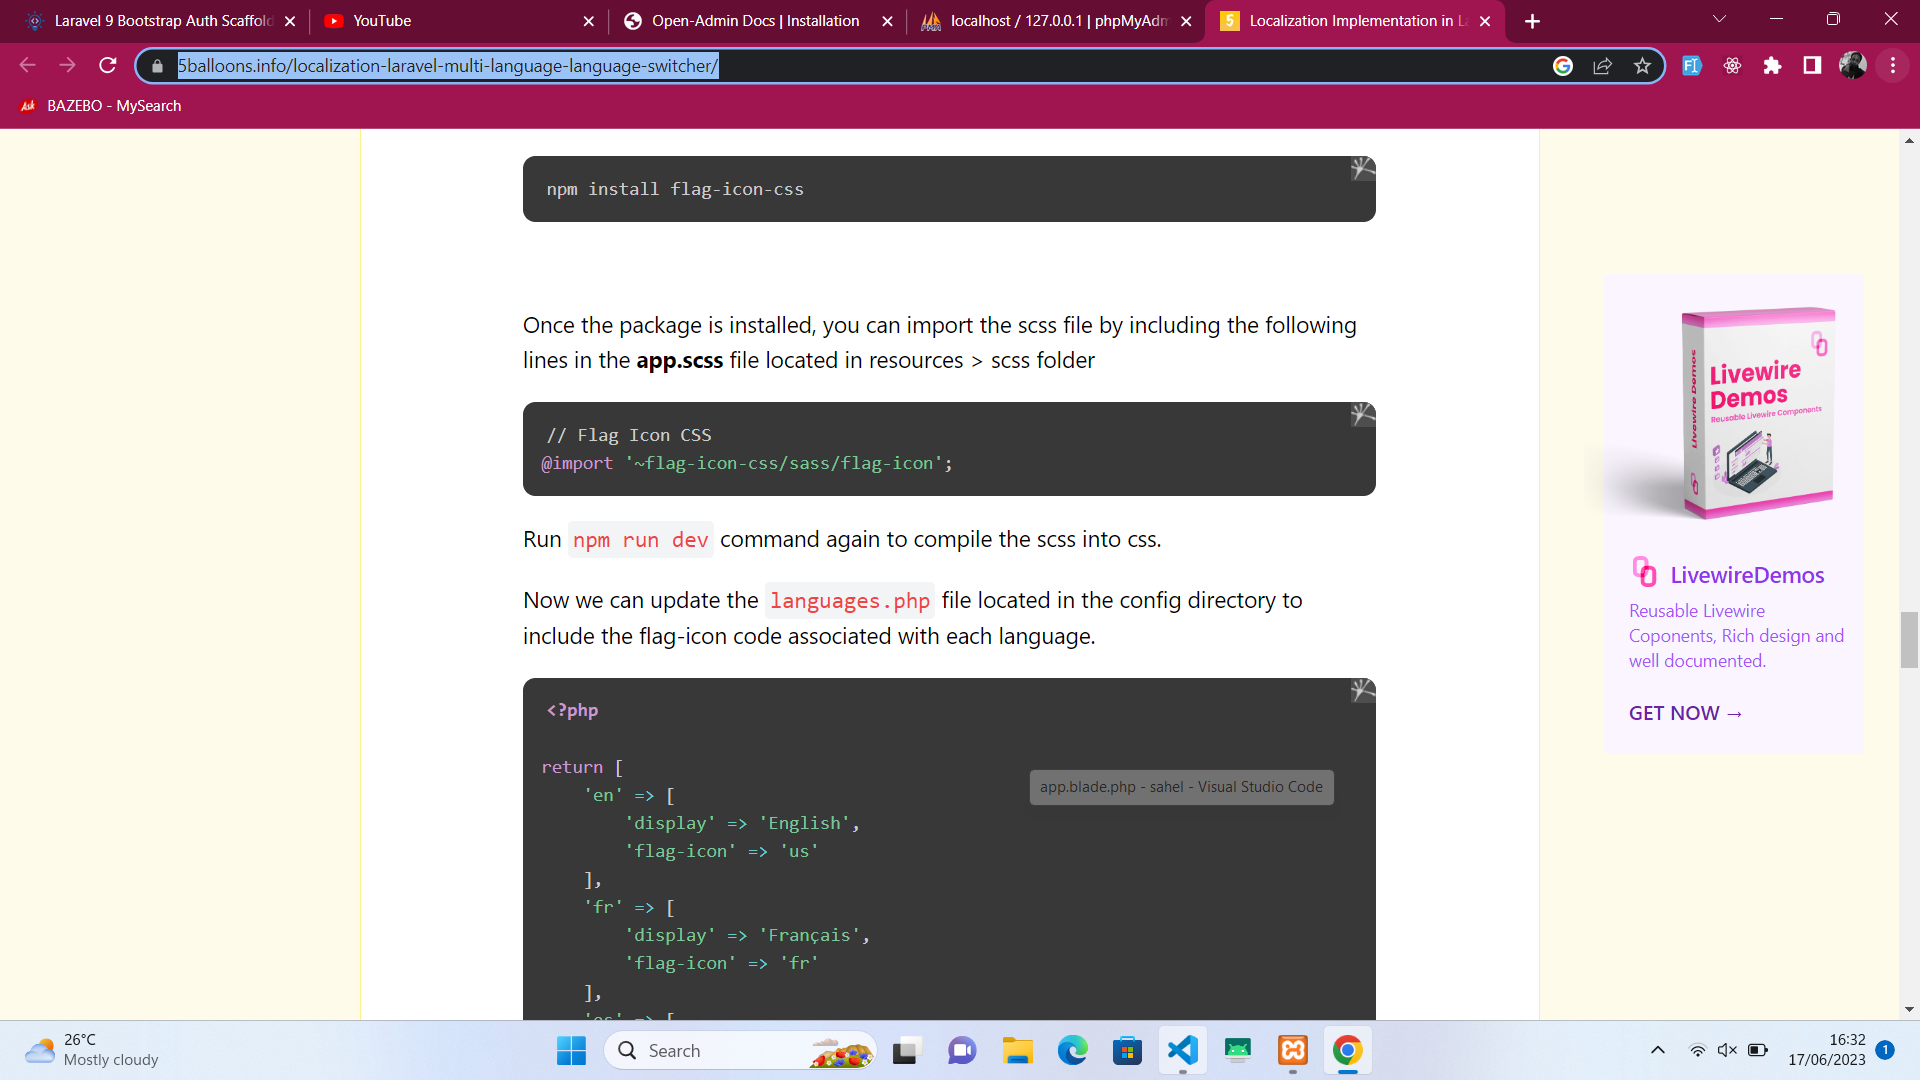 Laravel 9 Bootstrap Auth Scaffold
YouTube
Open-Admin Docs | Installation
localhost / 127.0.0.1 | phpMyAdm
5
Localization Implementation in La
5balloons.info/localization-laravel-multi-language-language-switcher/
Ask
BAZEBO - MySearch
npm install flag-icon-css
Once the package is installed, you can import the scss file by including the following
lines in the app.scss file located in resources > scss folder
// Flag Icon CSS
@import '~flag-icon-css/sass/flag-icon';
Run npm run dev command again to compile the scss into css.
Now we can update the languages.php file located in the config directory to
include the flag-icon code associated with each language.
<?php
return [
'en' => [
'display' => 'English',
'flag-icon' => 'us'
],
'fr' => [
'display' => 'Français',
'flag-icon' => 'fr'
],
app.blade.php - sahel - Visual Studio Code
Livewire Demos
Livewire
Demos
Reusable Livewire Components
LivewireDemos
Reusable Livewire
Coponents, Rich design and
well documented.
GET NOW →
26°C
Mostly cloudy
Search
16:32
17/06/2023
1